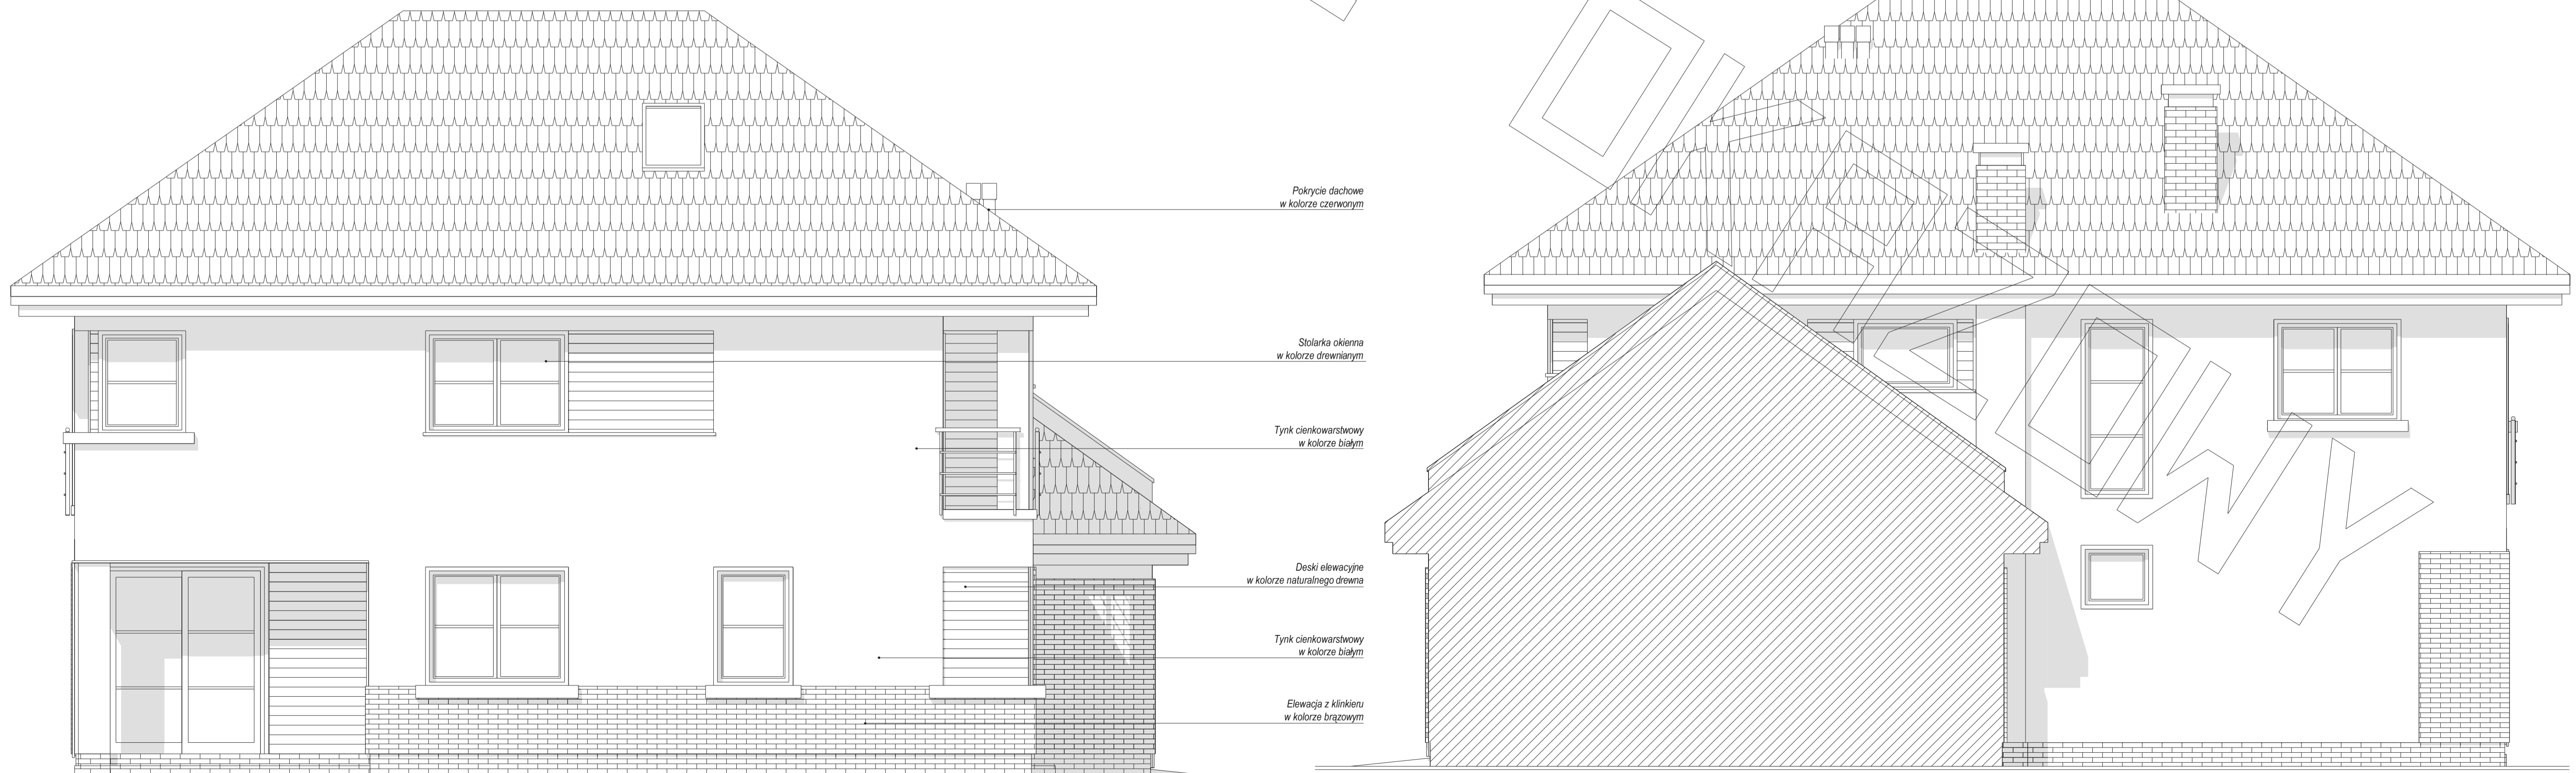 Pokrycie dachowe
w kolorze czerwonym
Stolarka okienna
w kolorze drewnianym
Tynk cienkowarstwowy
w kolorze białym
Deski elewacyjne
w kolorze naturalnego drewna
Tynk cienkowarstwowy
w kolorze białym
Elewacja z klinkieru
w kolorze brązowym